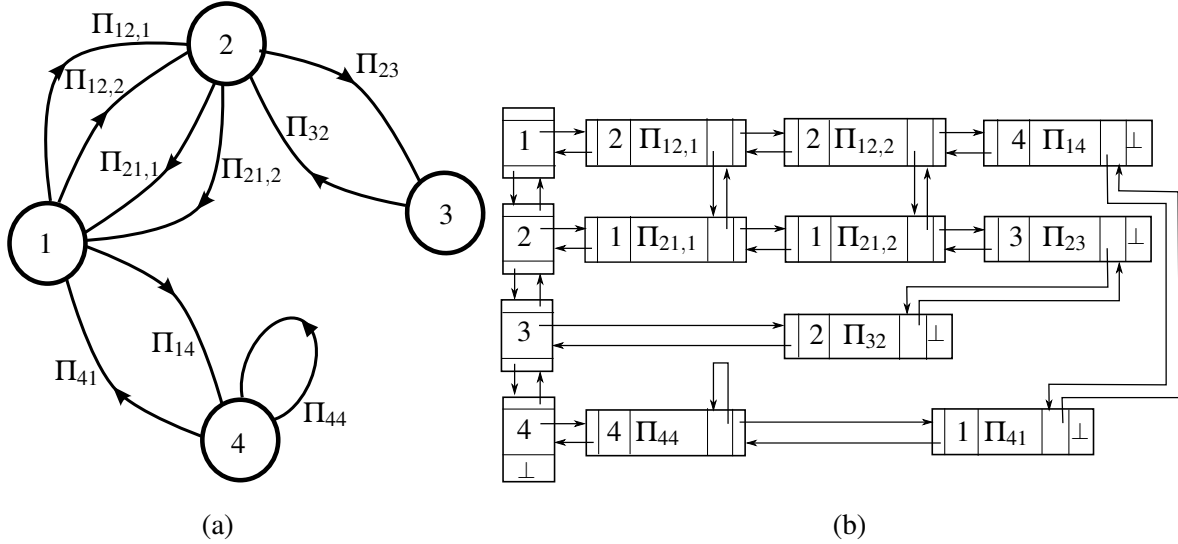 Π12,1
2
Π12,2
Π23
Π32
Π21,1
Π21,2
3
1
Π14
Π41
4
Π44
(a)
1 2 Π12,1 2 Π12,2 4 Π14 ⊥
2 1 Π21,1 1 Π21,2 3 Π23 ⊥
3 2 Π32 ⊥
4 4 Π44 1 Π41 ⊥
⊥
(b)